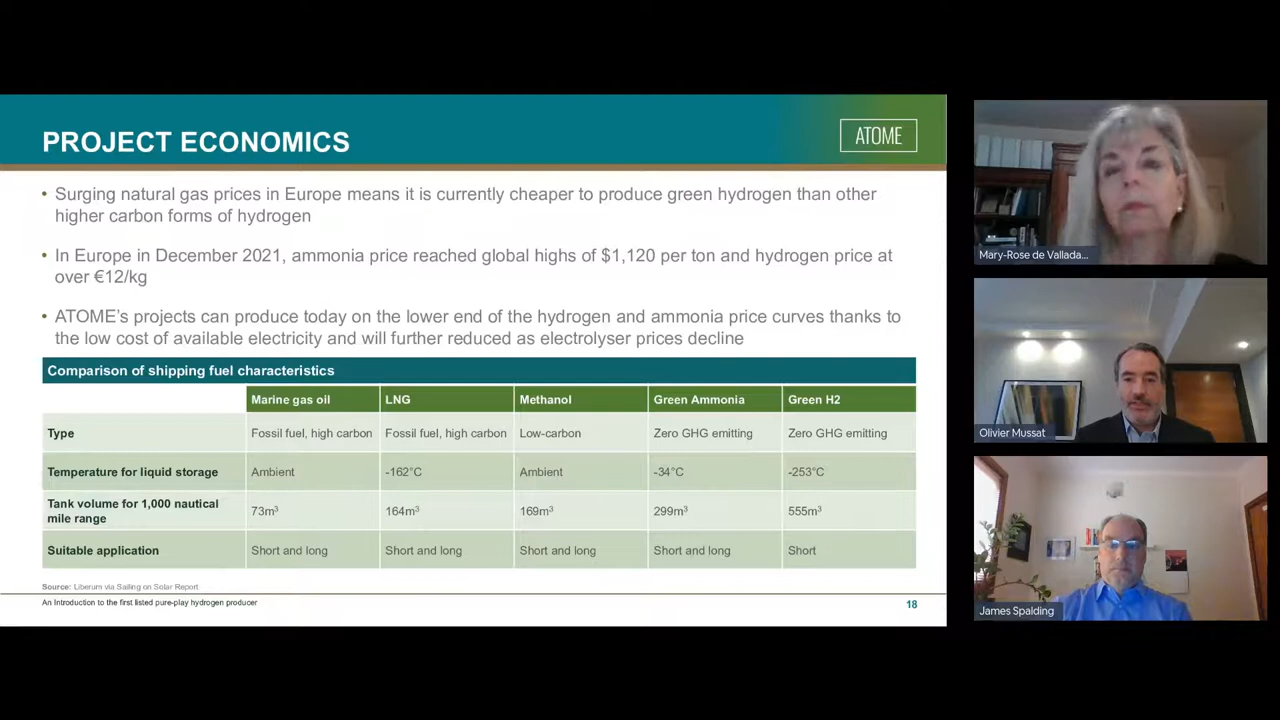 PROJECT ECONOMICS
ATOME
• Surging natural gas prices in Europe means it is currently cheaper to produce green hydrogen than other
higher carbon forms of hydrogen
• In Europe in December 2021, ammonia price reached global highs of $1,120 per ton and hydrogen price at
over €12/kg
• ATOME's projects can produce today on the lower end of the hydrogen and ammonia price curves thanks to
the low cost of available electricity and will further reduced as electrolyser prices decline
Comparison of shipping fuel characteristics
Marine gas oil LNG Methanol Green Ammonia Green H2
Type Fossil fuel, high carbon Fossil fuel, high carbon Low-carbon Zero GHG emitting Zero GHG emitting
Temperature for liquid storage Ambient -162°C Ambient -34°C -253°C
Tank volume for 1,000 nautical
mile range 73m³ 164m³ 169m³ 299m³ 555m³
Suitable application Short and long Short and long Short and long Short and long Short
Source: Liberum via Sailing on Solar Report
An Introduction to the first listed pure-play hydrogen producer
18
Mary-Rose de Vallada...
Olivier Mussat
James Spalding